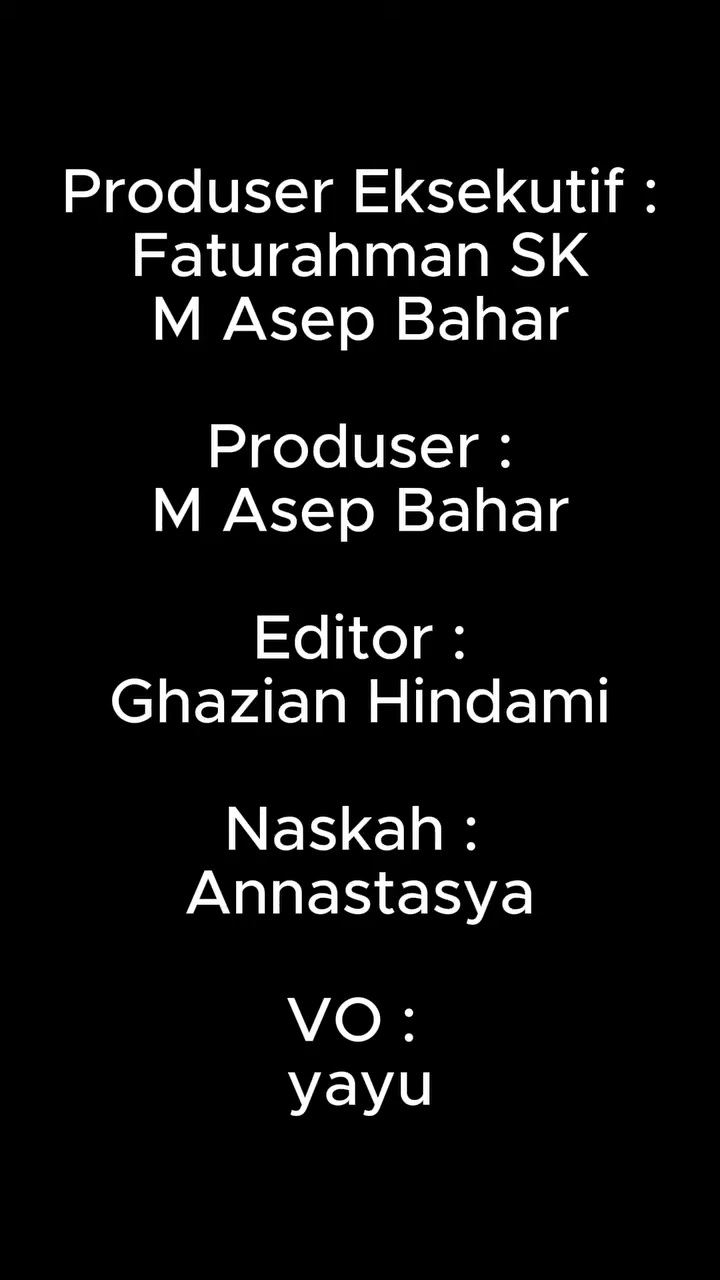 Produser Eksekutif :
Faturahman SK
M Asep Bahar
Produser :
M Asep Bahar
Editor :
Ghazian Hindami
Naskah :
Annastasya
VO :
yayu